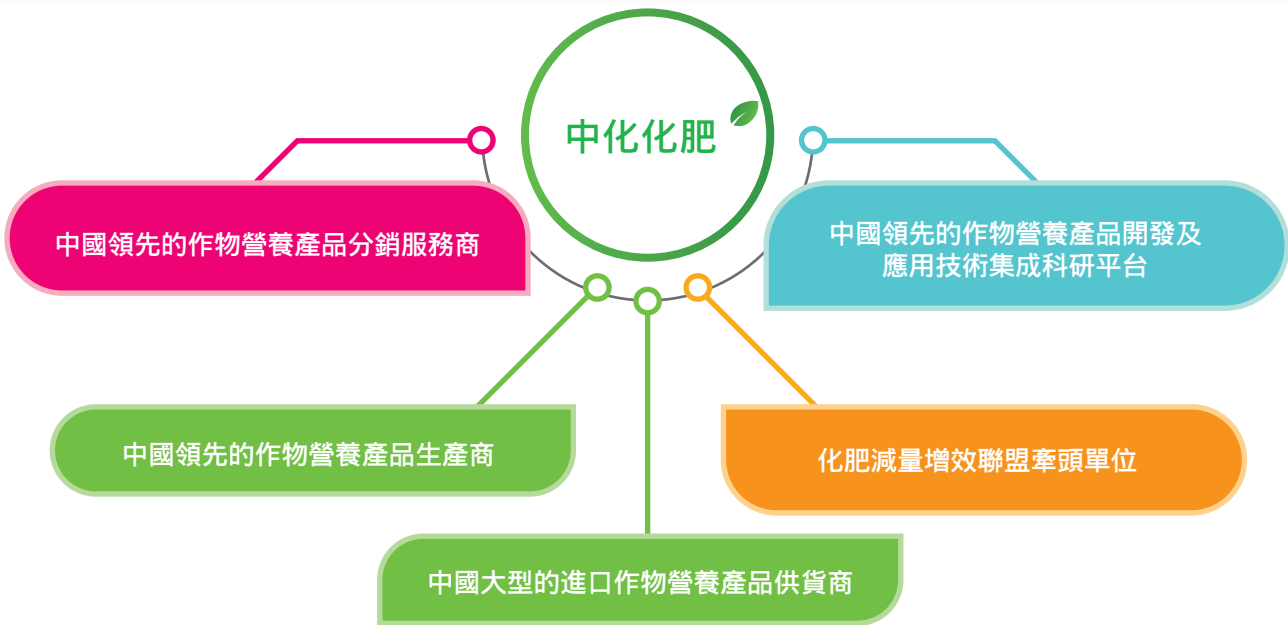 中化化肥
中國領先的作物營養產品分銷服務商
中國領先的作物營養產品開發及
應用技術集成科研平台
中國領先的作物營養產品生產商
化肥減量增效聯盟牽頭單位
中國大型的進口作物營養產品供貨商